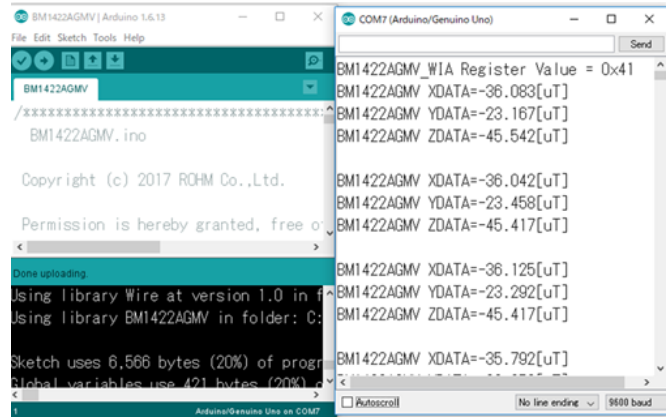 BM1422AGMV | Arduino 1.6.13
File Edit Sketch Tools Help
BM1422AGMV
BM1422AGMV.ino
Copyright (c) 2017 ROHM Co.,Ltd.
Permission is hereby granted, free
Done uploading.
Using library Wire at version 1.0 in
Using library BM1422AGMV in folder: C:
Sketch uses 6,566 bytes (20%) of progr
Global variables use 421 bytes (20%)
1
Arduino/Genuino Uno on COM7
COM7 (Arduino/Genuino Uno)
Send
BM1422AGMV_WIA Register Value = 0x41
BM1422AGMV XDATA=-36.083[uT]
BM1422AGMV YDATA=-23.167[uT]
BM1422AGMV ZDATA=-45.542[uT]
BM1422AGMV XDATA=-36.042[uT]
BM1422AGMV YDATA=-23.458[uT]
BM1422AGMV ZDATA=-45.417[uT]
BM1422AGMV XDATA=-36.125[uT]
BM1422AGMV YDATA=-23.292[uT]
BM1422AGMV ZDATA=-45.417[uT]
BM1422AGMV XDATA=-35.792[uT]
Autoscroll
No line ending
9600 baud